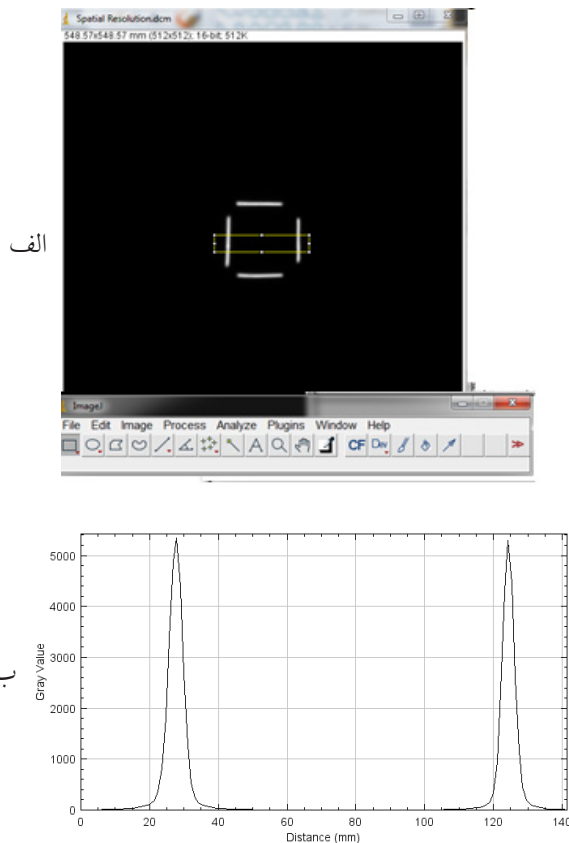 Spatial Resolution.dcm
548.57x548.57 mm (512x512); 16-bit; 512K
الف
ImageJ
File Edit Image Process Analyze Plugins Window Help
A CF Dev
ب
5000
4000
3000
2000
1000
0
Gray Value
0 20 40 60 80 100 120 140
Distance (mm)